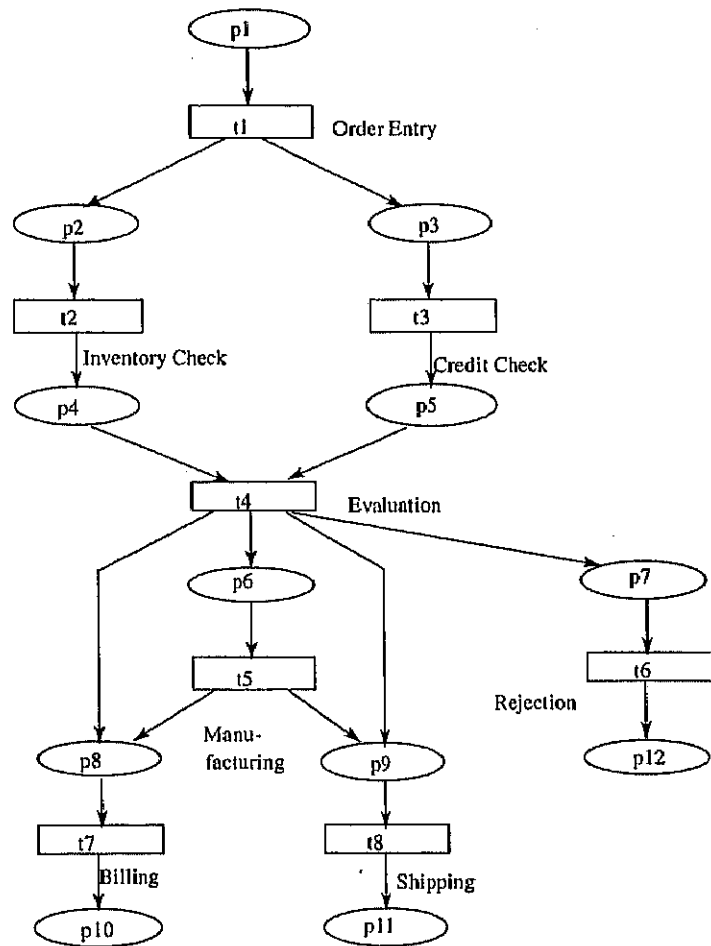 p1
t1
Order Entry
p2
p3
t2
t3
Inventory Check
Credit Check
p4
p5
t4
Evaluation
p6
p7
t5
t6
Manu-
facturing
Rejection
p8
p9
p12
t7
t8
Billing
Shipping
p10
p11